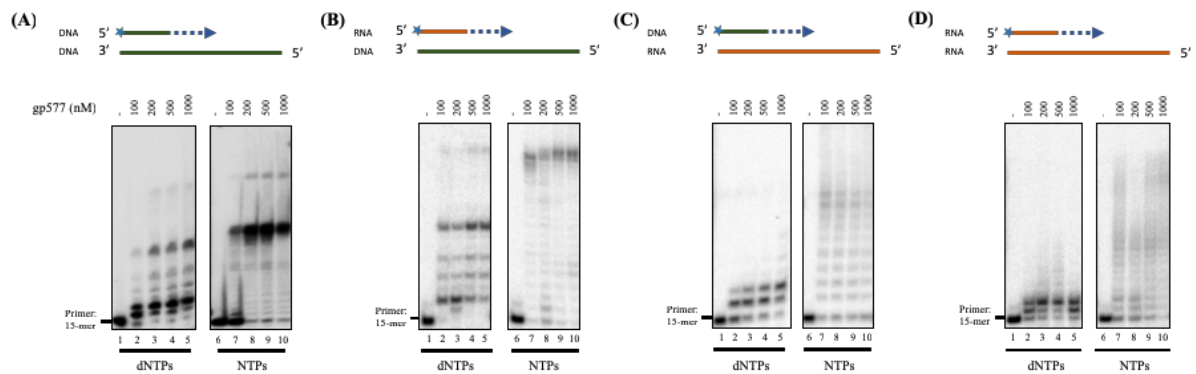 (A)
DNA 5'
DNA 3' 5'
gp577 (nM) - 100 200 500 1000 - 100 200 500 1000
Primer:
15-mer
1 2 3 4 5 6 7 8 9 10
dNTPs NTPs
(B)
RNA 5'
DNA 3' 5'
- 100 200 500 1000 - 100 200 500 1000
Primer:
15-mer
1 2 3 4 5 6 7 8 9 10
dNTPs NTPs
(C)
DNA 5'
RNA 3' 5'
- 100 200 500 1000 - 100 200 500 1000
Primer:
15-mer
1 2 3 4 5 6 7 8 9 10
dNTPs NTPs
(D)
RNA 5'
RNA 3' 5'
- 100 200 500 1000 - 100 200 500 1000
Primer:
15-mer
1 2 3 4 5 6 7 8 9 10
dNTPs NTPs